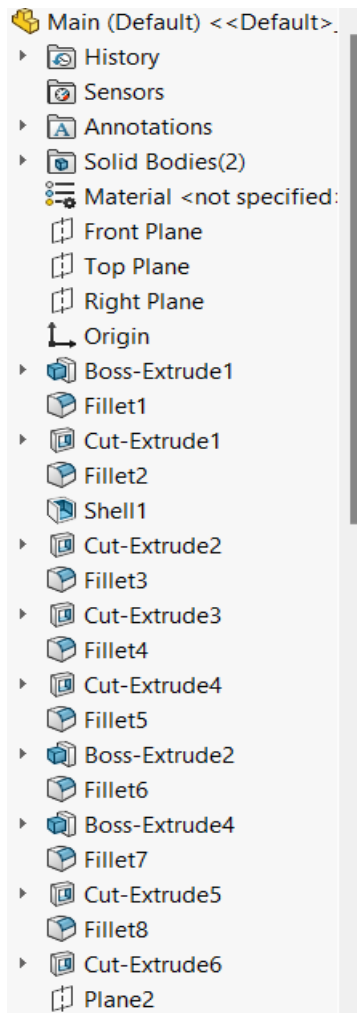 Main (Default) <<Default>_
History
Sensors
A Annotations
Solid Bodies(2)
Material <not specified>
Front Plane
Top Plane
Right Plane
Origin
Boss-Extrude1
Fillet1
Cut-Extrude1
Fillet2
Shell1
Cut-Extrude2
Fillet3
Cut-Extrude3
Fillet4
Cut-Extrude4
Fillet5
Boss-Extrude2
Fillet6
Boss-Extrude4
Fillet7
Cut-Extrude5
Fillet8
Cut-Extrude6
Plane2